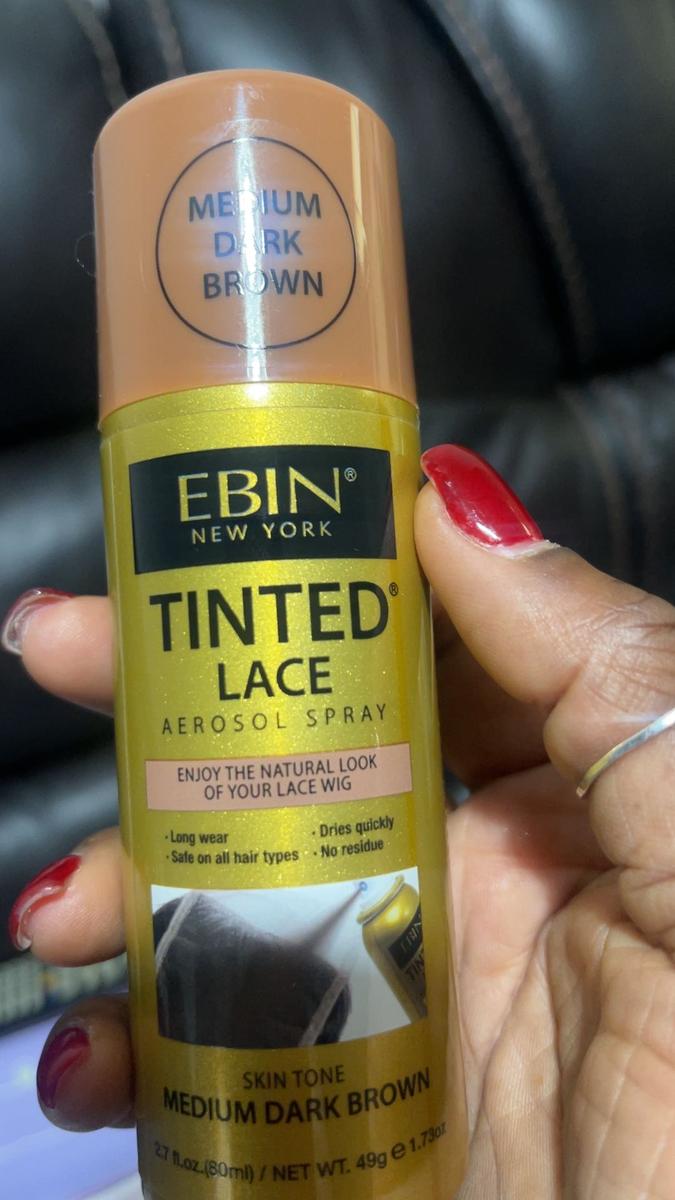 MEDIUM
DARK
BROWN
EBIN®
NEW YORK
TINTED®
LACE
AEROSOL SPRAY
ENJOY THE NATURAL LOOK
OF YOUR LACE WIG
· Long wear · Dries quickly
· Safe on all hair types · No residue
EBIN
SKIN TONE
MEDIUM DARK BROWN
2.7 fl.oz.(80ml) / NET WT. 49g e 1.73oz